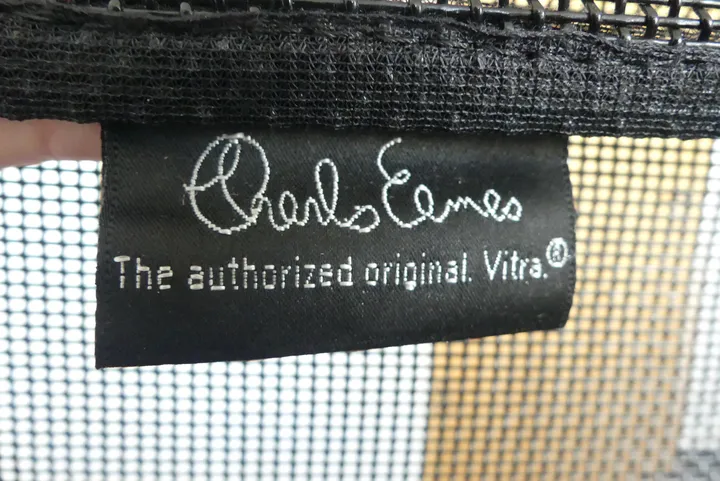 Charles Eames
The authorized original. Vitra.®